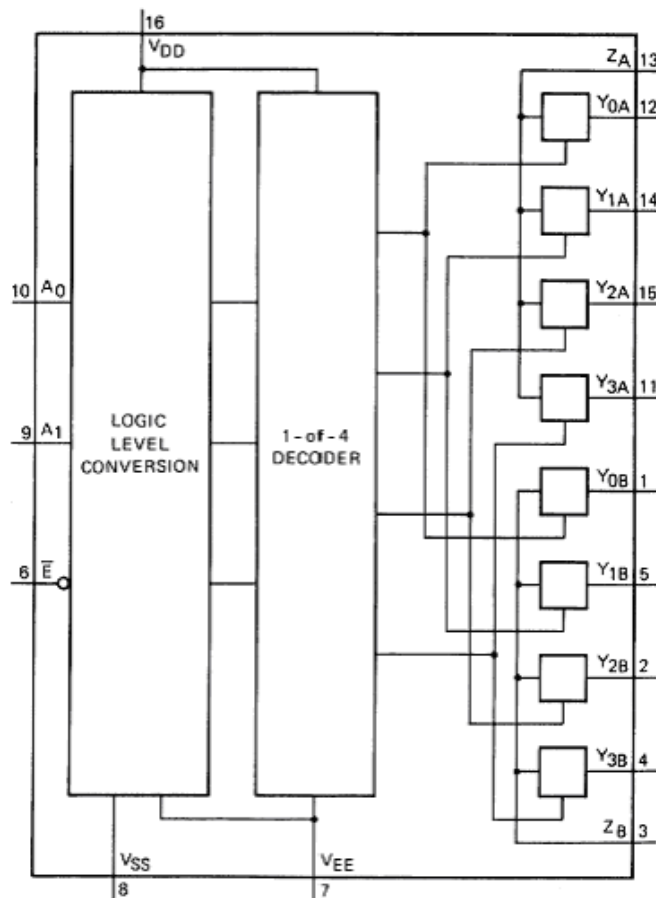 16
VDD
ZA 13
Y0A 12
Y1A 14
10 A0
Y2A 15
Y3A 11
9 A1
LOGIC
LEVEL
CONVERSION
1-of-4
DECODER
Y0B 1
6 E̅
Y1B 5
Y2B 2
Y3B 4
ZB 3
VSS
VEE
8
7